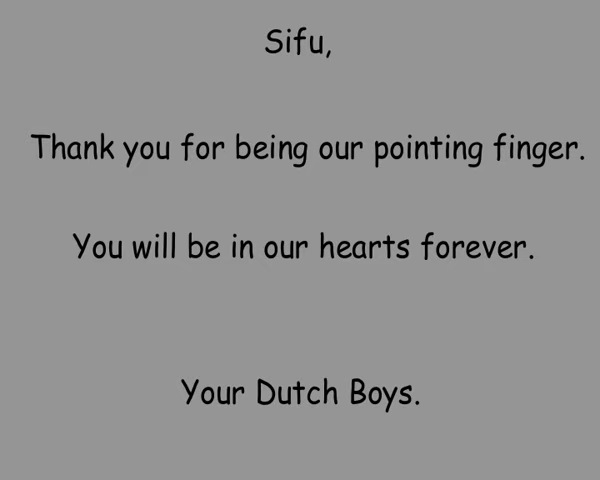 Sifu,
Thank you for being our pointing finger.
You will be in our hearts forever.
Your Dutch Boys.